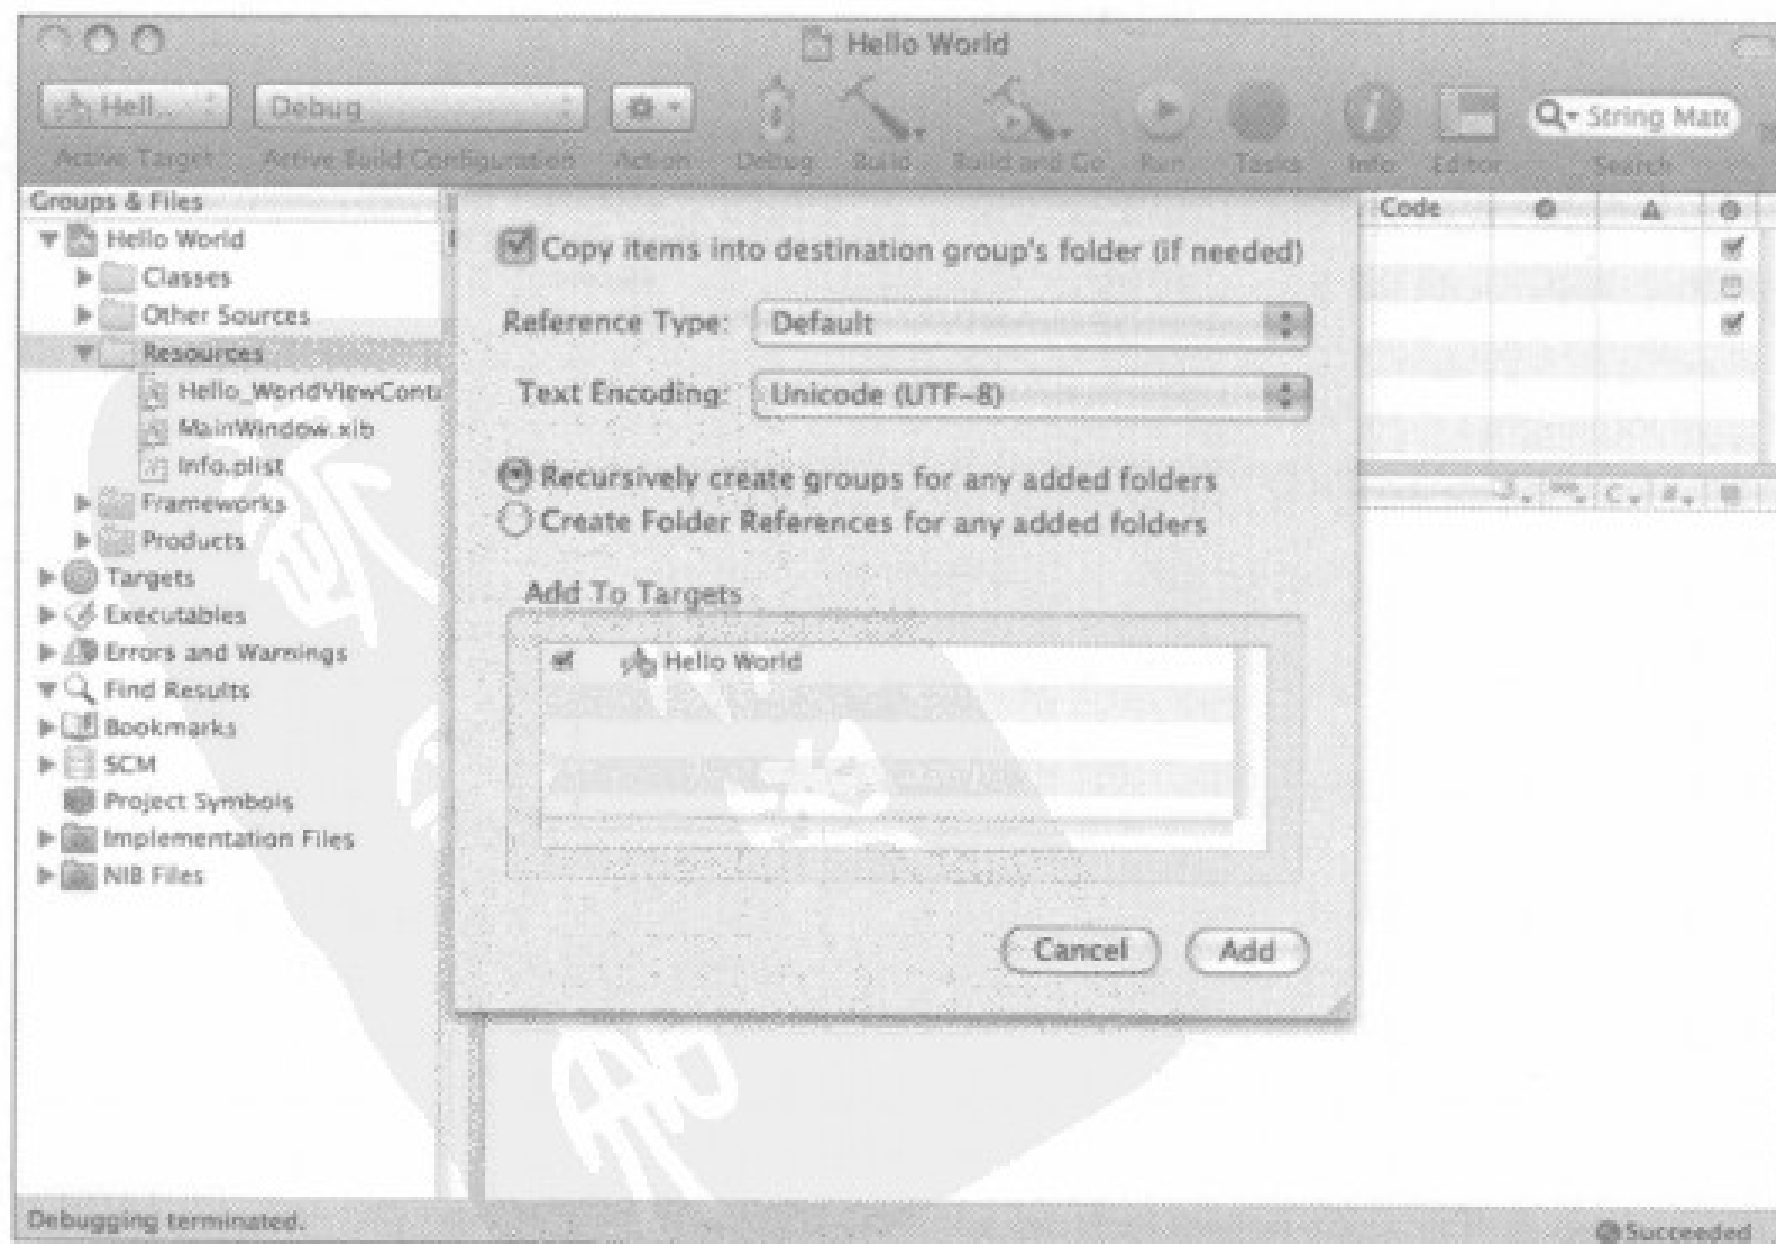 Hello World
Hell...
Debug
Active Target
Active Build Configuration
Action
Debug
Build
Build and Go
Run
Tasks
Info
Editor
String Matc
Search
Groups & Files
Hello World
Classes
Other Sources
Resources
Hello_WorldViewCont
MainWindow.xib
Info.plist
Frameworks
Products
Targets
Executables
Errors and Warnings
Find Results
Bookmarks
SCM
Project Symbols
Implementation Files
NIB Files
Code
Copy items into destination group's folder (if needed)
Reference Type: Default
Text Encoding: Unicode (UTF-8)
Recursively create groups for any added folders
Create Folder References for any added folders
Add To Targets
Hello World
Cancel
Add
Debugging terminated.
Succeeded